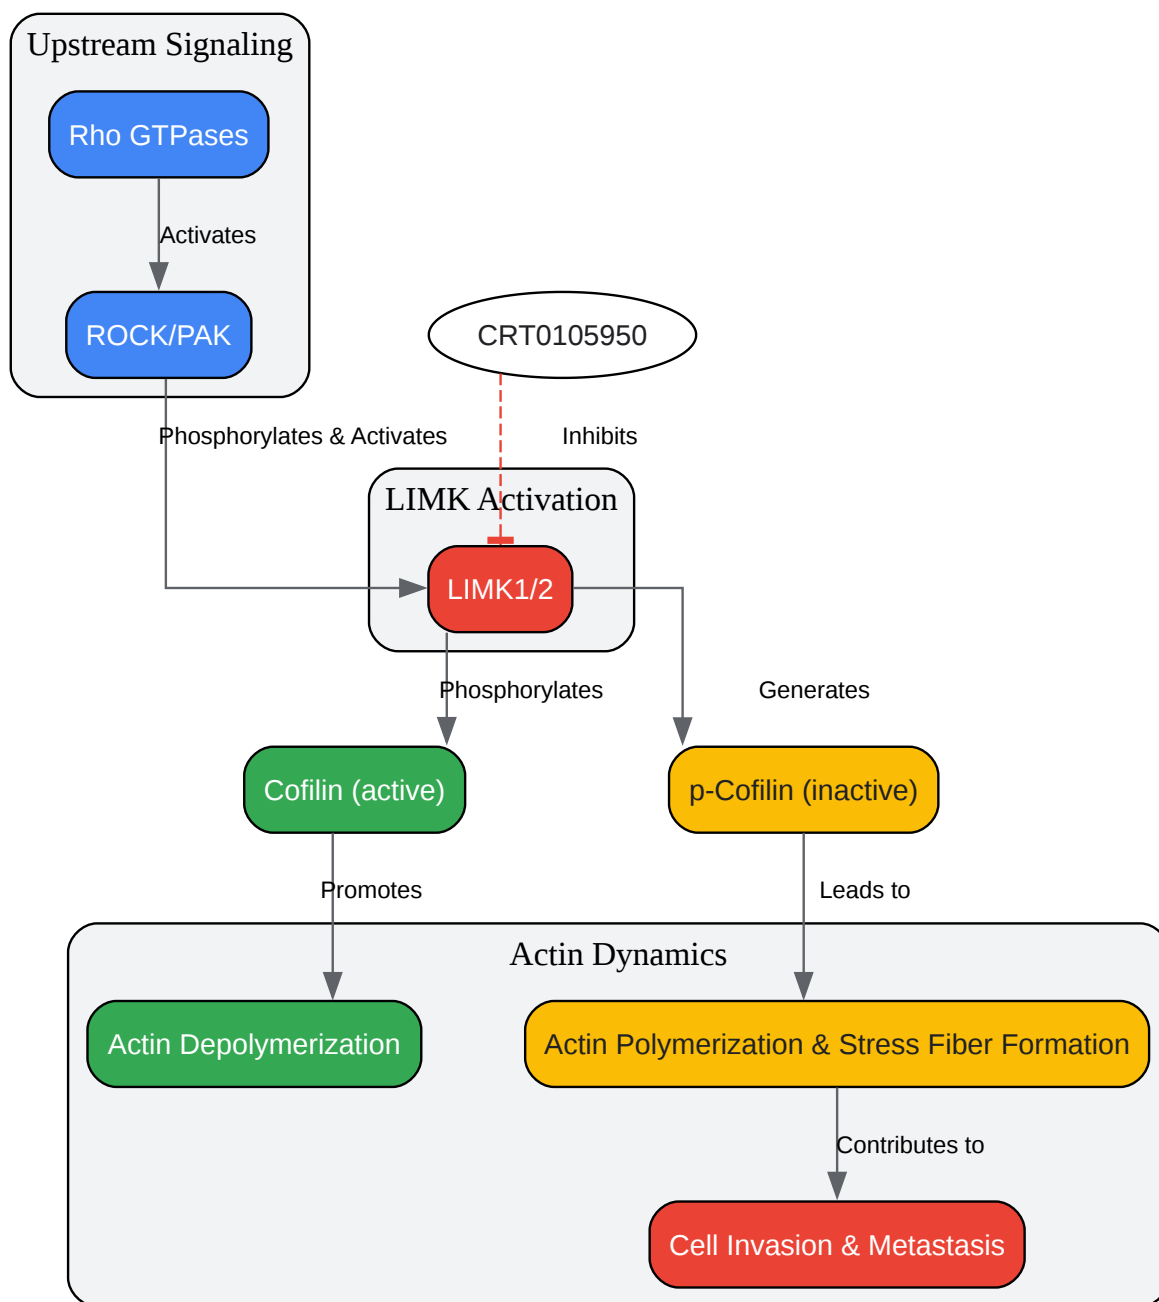 Upstream Signaling
Rho GTPases
Activates
ROCK/PAK
CRT0105950
Phosphorylates & Activates
Inhibits
LIMK Activation
LIMK1/2
Phosphorylates
Generates
Cofilin (active)
p-Cofilin (inactive)
Promotes
Leads to
Actin Dynamics
Actin Depolymerization
Actin Polymerization & Stress Fiber Formation
Contributes to
Cell Invasion & Metastasis